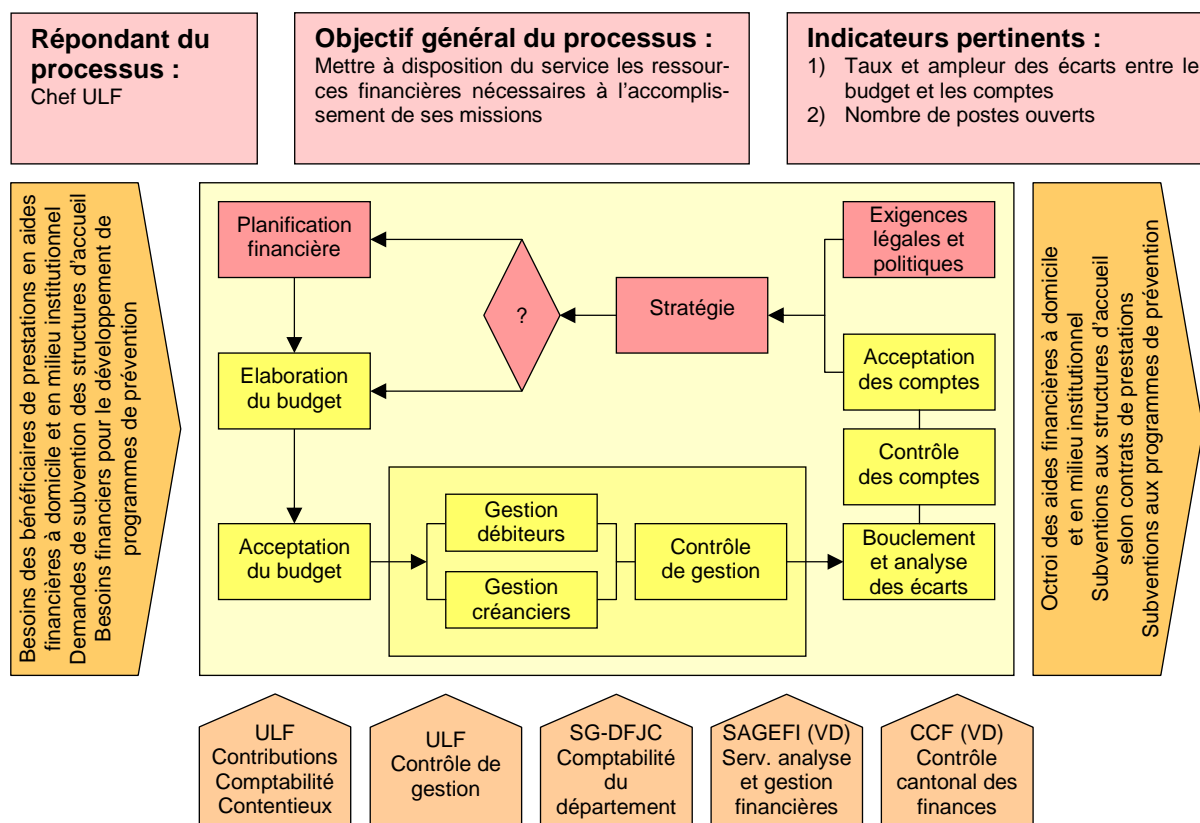 Répondant du
processus :
Chef ULF
Objectif général du processus :
Mettre à disposition du service les ressour-
ces financières nécessaires à l'accomplis-
sement de ses missions
Indicateurs pertinents :
1) Taux et ampleur des écarts entre le
budget et les comptes
2) Nombre de postes ouverts
Besoins des bénéficiaires de prestations en aides
financières à domicile et en milieu institutionnel
Demandes de subvention des structures d'accueil
Besoins financiers pour le développement de
programmes de prévention
Planification
financière
?
Stratégie
Exigences
légales et
politiques
Elaboration
du budget
Acceptation
des comptes
Contrôle
des comptes
Acceptation
du budget
Gestion
débiteurs
Gestion
créanciers
Contrôle
de gestion
Bouclement
et analyse
des écarts
Octroi des aides financières à domicile
et en milieu institutionnel
Subventions aux structures d'accueil
selon contrats de prestations
Subventions aux programmes de prévention
ULF
Contributions
Comptabilité
Contentieux
ULF
Contrôle de
gestion
SG-DFJC
Comptabilité
du
département
SAGEFI (VD)
Serv. analyse
et gestion
financières
CCF (VD)
Contrôle
cantonal des
finances